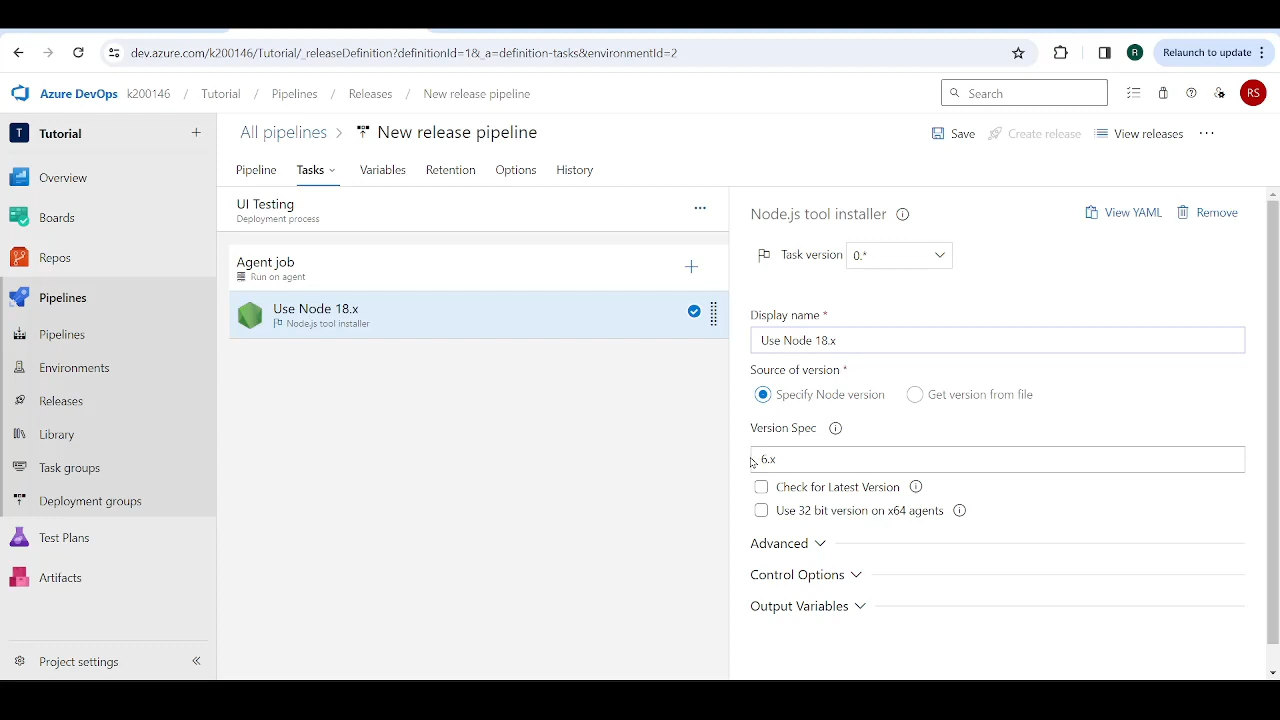 dev.azure.com/k200146/Tutorial/_releaseDefinition?definitionId=1&_a=definition-tasks&environmentId=2
R
Relaunch to update
Azure DevOps k200146 / Tutorial / Pipelines / Releases / New release pipeline
Search
RS
T Tutorial
All pipelines > New release pipeline
Save Create release View releases
Overview
Boards
Repos
Pipelines
Pipelines
Environments
Releases
Library
Task groups
Deployment groups
Test Plans
Artifacts
Project settings
Pipeline Tasks Variables Retention Options History
UI Testing
Deployment process
Agent job
Run on agent
Use Node 18.x
Node.js tool installer
Node.js tool installer
View YAML Remove
Task version 0.*
Display name *
Use Node 18.x
Source of version *
Specify Node version Get version from file
Version Spec
6.x
Check for Latest Version
Use 32 bit version on x64 agents
Advanced
Control Options
Output Variables